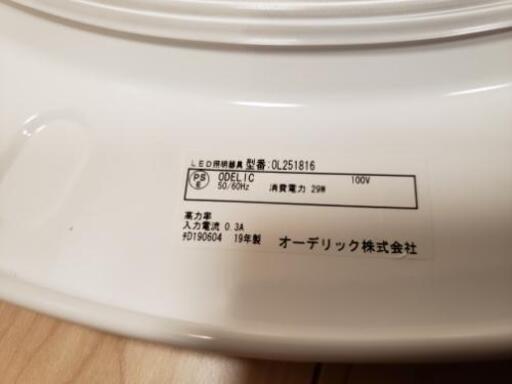 LED照明器具 型番:OL251816
PS E ODELIC 100V
50/60Hz 消費電力 29W
高力率
入力電流 0.3A
#D190604 19年製 オーデリック株式会社